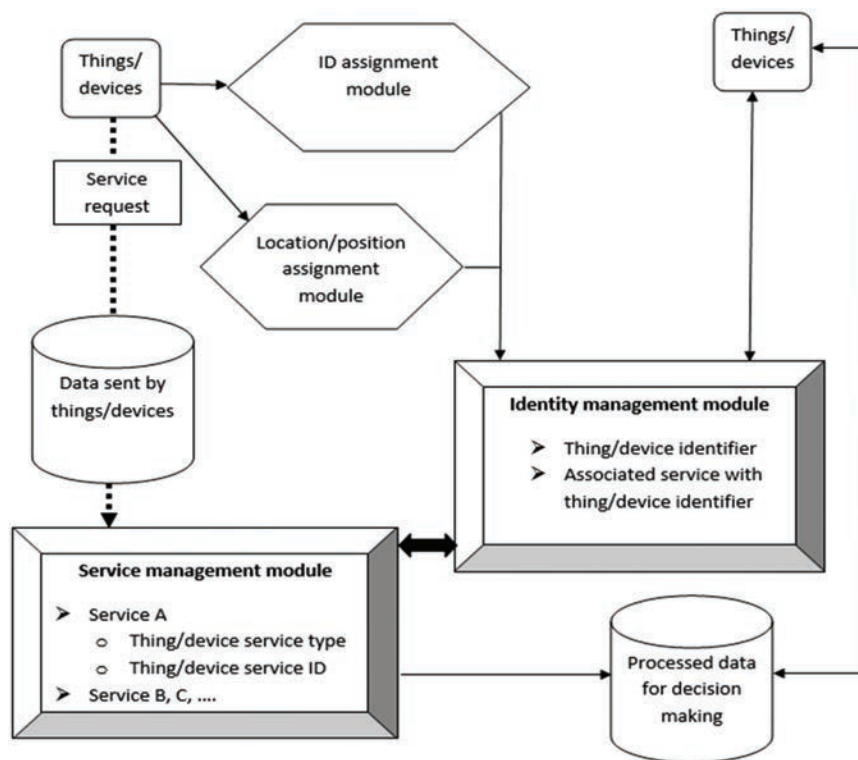 Things/
devices
ID assignment
module
Things/
devices
Service
request
Location/position
assignment
module
Data sent by
things/devices
Identity management module
➢ Thing/device identifier
➢ Associated service with
thing/device identifier
Service management module
➢ Service A
o Thing/device service type
o Thing/device service ID
➢ Service B, C, ....
Processed data
for decision
making